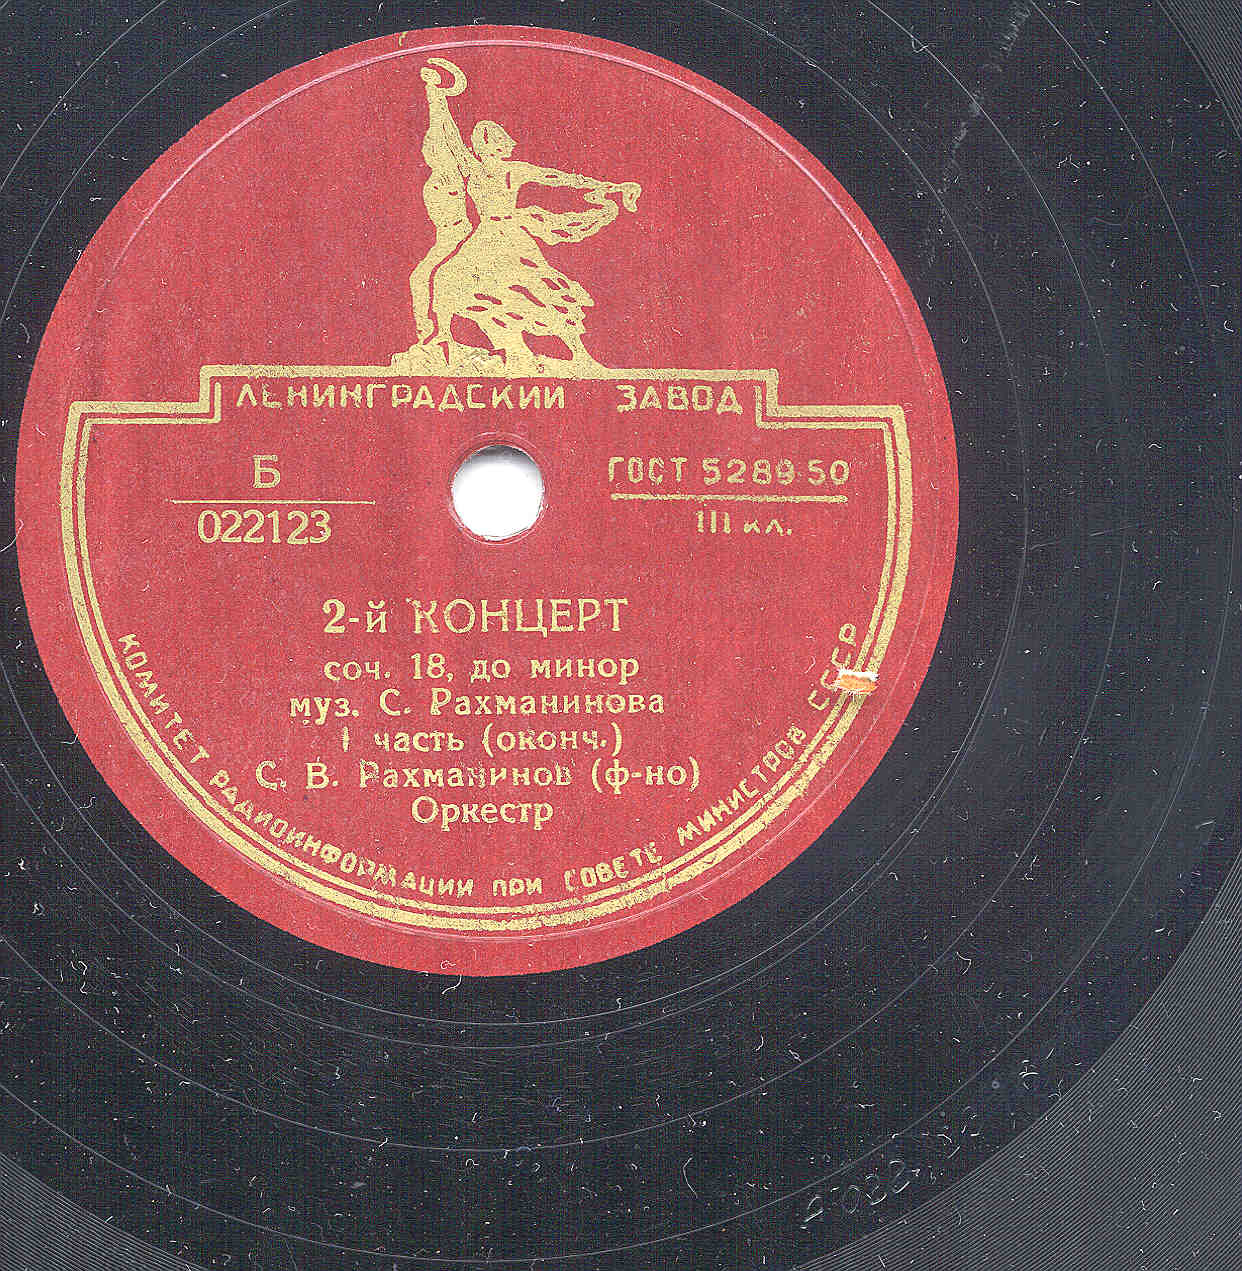 ЛЕНИНГРАДСКИЙ ЗАВОД
Б
022123
ГОСТ 5289-50
III кл.
2-й КОНЦЕРТ
соч. 18, до минор
муз. С. Рахманинова
I часть (оконч.)
С. В. Рахманинов (ф-но)
Оркестр
КОМИТЕТ РАДИОИНФОРМАЦИИ ПРИ СОВЕТЕ МИНИСТРОВ СССР